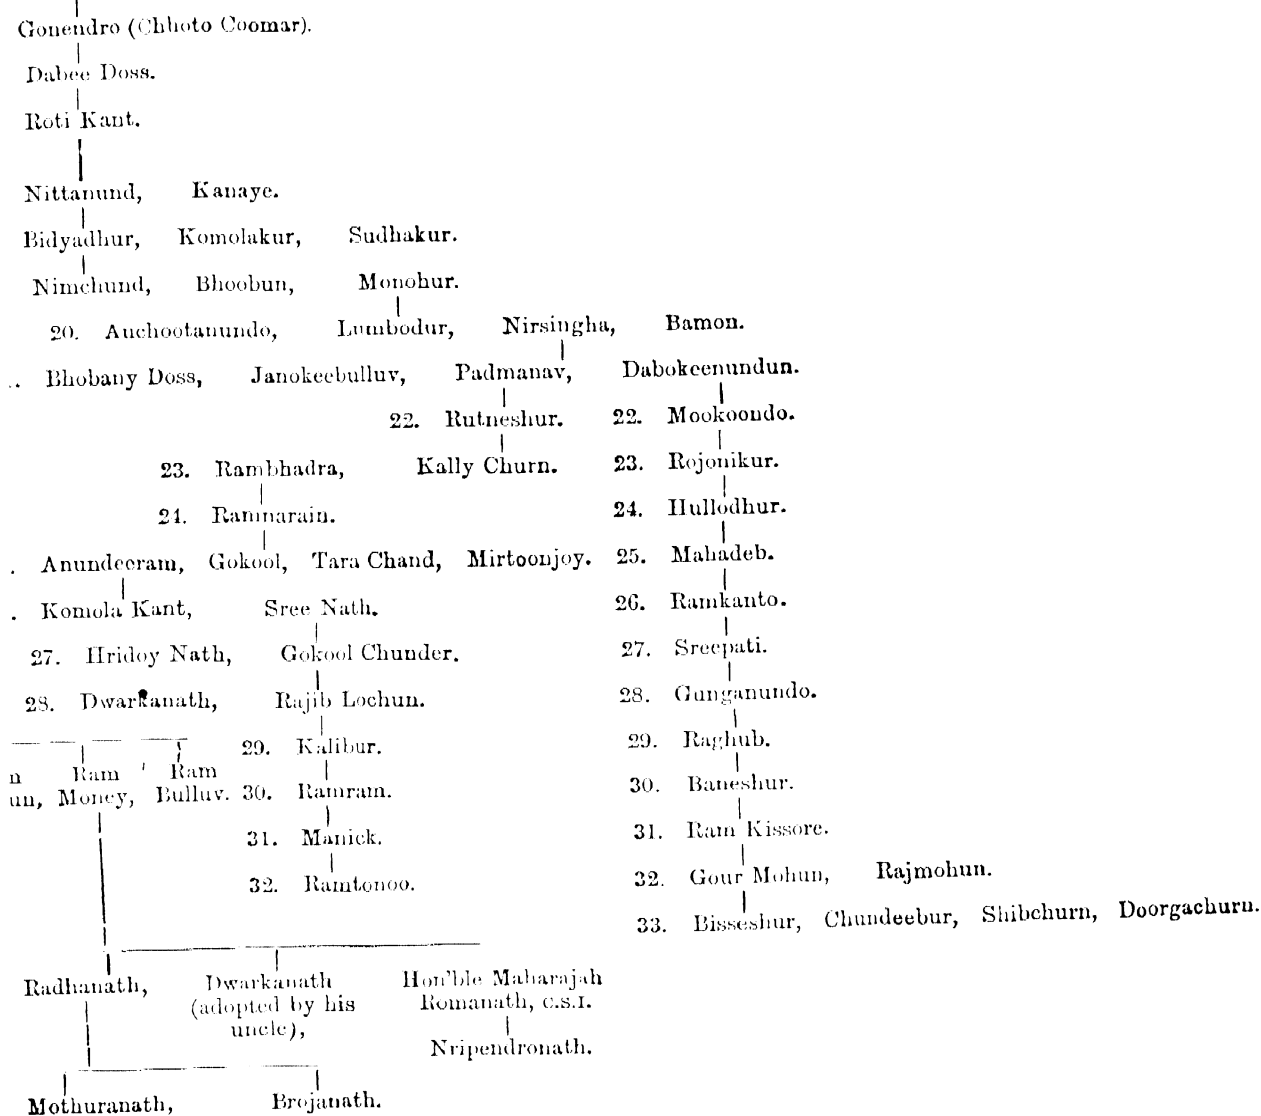 Gonendro (Chhoto Coomar).
Dabee Doss.
Roti Kant.
Nittanund, Kanaye.
Bidyadhur, Komolakur, Sudhakur.
Nimchund, Bhoobun, Monohur.
20. Auchootanundo, Lumbodur, Nirsingha, Bamon.
. Bhobany Doss, Janokeebulluv, Padmanav, Dabokeenundun.
22. Rutneshur. 22. Mookoondo.
23. Rambhadra, Kally Churn. 23. Rojonikur.
24. Ramnarain. 24. Hullodhur.
. Anundeeram, Gokool, Tara Chand, Mirtoonjoy. 25. Mahadeb.
. Komola Kant, Sree Nath. 26. Ramkanto.
27. Hridoy Nath, Gokool Chunder. 27. Sreepati.
28. Dwarkanath, Rajib Lochun. 28. Gunganundo.
29. Kalibur. 29. Raghub.
n Ram Ram
un, Money, Bulluv. 30. Ramram. 30. Baneshur.
31. Manick. 31. Ram Kissore.
32. Ramtonoo. 32. Gour Mohun, Rajmohun.
33. Bisseshur, Chundeebur, Shibchurn, Doorgachurn.
Radhanath, Dwarkanath Hon'ble Maharajah
(adopted by his Romanath, C.S.I.
uncle),
Nripendronath.
Mothuranath, Brojanath.